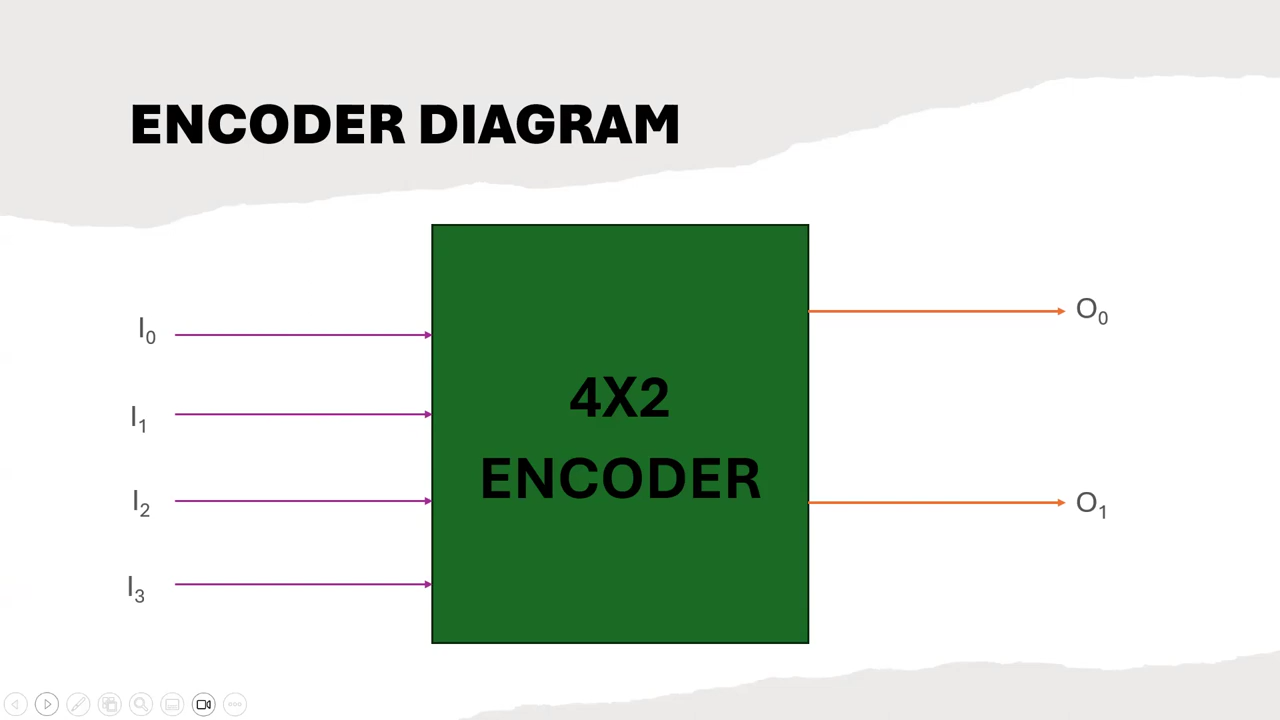 ENCODER DIAGRAM
I₀
I₁
I₂
I₃
4X2
ENCODER
O₀
O₁